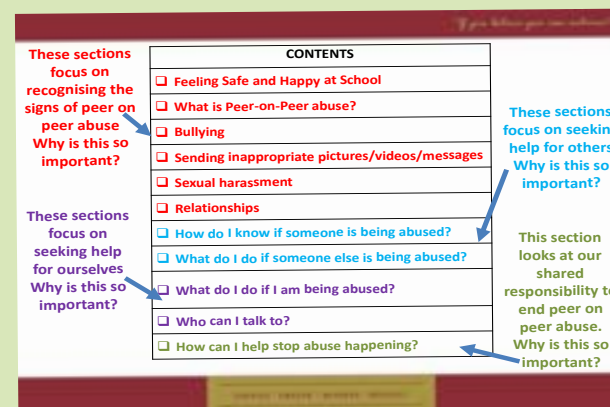 These sections
focus on
recognising the
signs of peer on
peer abuse
Why is this so
important?
These sections
focus on
seeking help
for ourselves
Why is this so
important?
CONTENTS
❑ Feeling Safe and Happy at School
❑ What is Peer-on-Peer abuse?
❑ Bullying
❑ Sending inappropriate pictures/videos/messages
❑ Sexual harassment
❑ Relationships
❑ How do I know if someone is being abused?
❑ What do I do if someone else is being abused?
❑ What do I do if I am being abused?
❑ Who can I talk to?
❑ How can I help stop abuse happening?
These sections
focus on seekin
help for others
Why is this so
important?
This section
looks at our
shared
responsibility to
end peer on
peer abuse.
Why is this so
important?